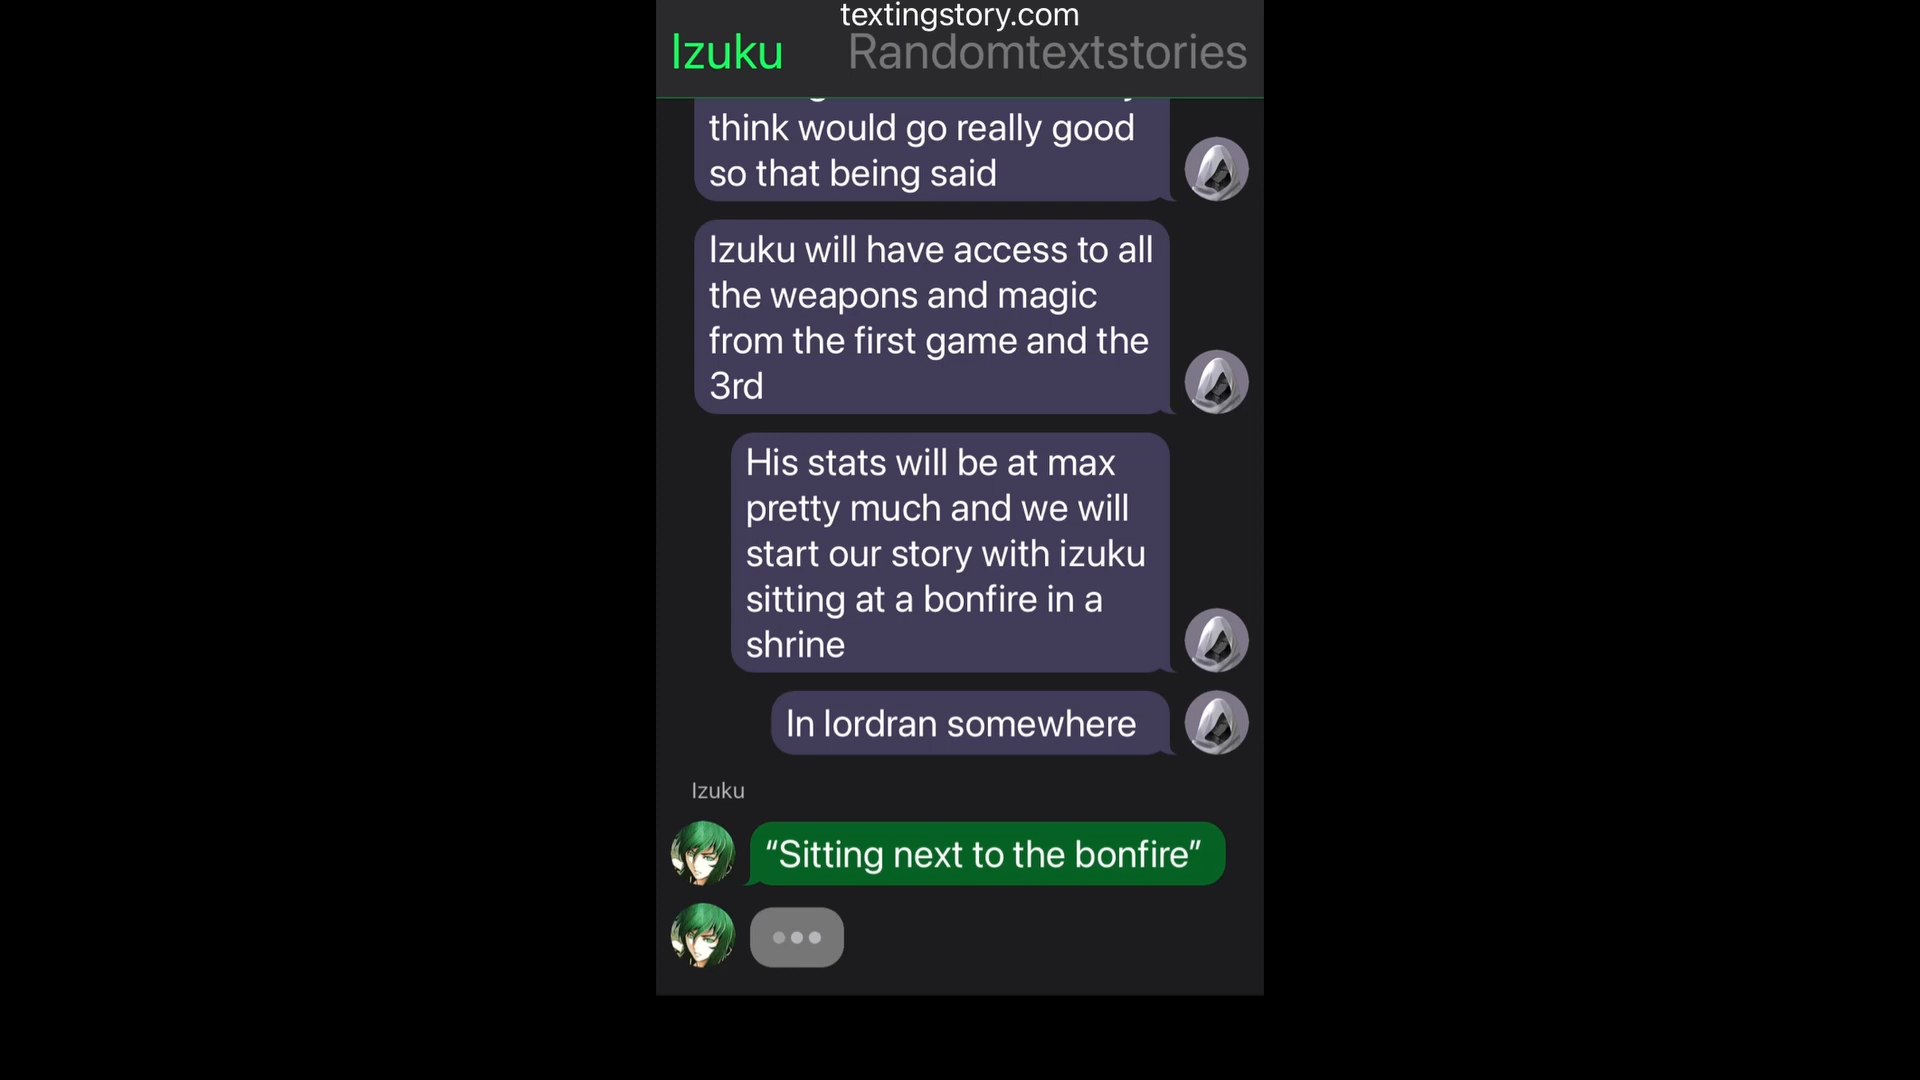 textingstory.com
Izuku Randomtextstories
think would go really good
so that being said
Izuku will have access to all
the weapons and magic
from the first game and the
3rd
His stats will be at max
pretty much and we will
start our story with izuku
sitting at a bonfire in a
shrine
In lordran somewhere
Izuku
“Sitting next to the bonfire”